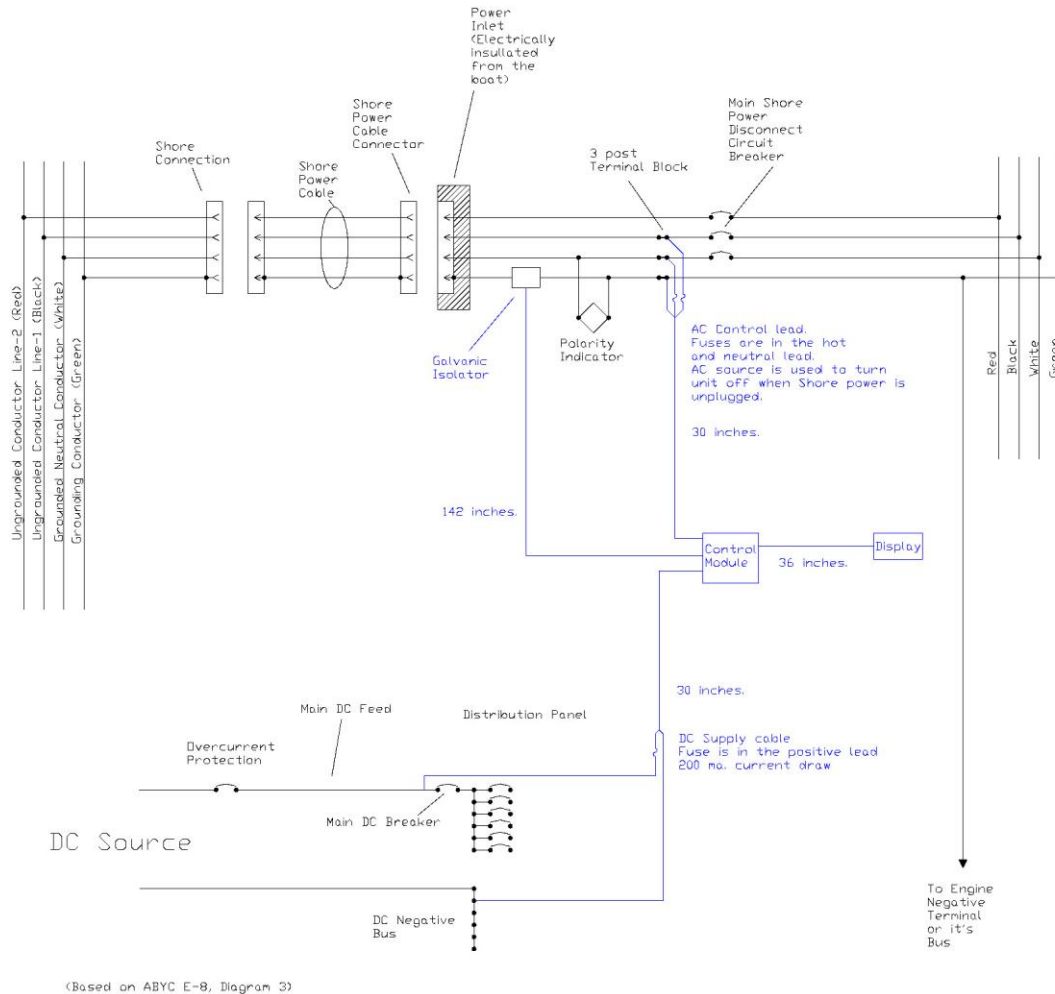 Power
Inlet
(Electrically
insullated
from the
boat)
Shore
Power
Cable
Connector
Main Shore
Power
Disconnect
Circuit
Breaker
Shore
Connection
Shore
Power
Cable
3 post
Terminal Block
Ungrounded Conductor Line-2 (Red)
Ungrounded Conductor Line-1 (Black)
Grounded Neutral Conductor (White)
Grounding Conductor (Green)
Galvanic
Isolator
Polarity
Indicator
AC Control lead.
Fuses are in the hot
and neutral lead.
AC source is used to turn
unit off when Shore power is
unplugged.
30 inches.
Red
Black
White
Green
142 inches.
Control
Module
36 inches.
Display
30 inches.
Main DC Feed
Distribution Panel
DC Supply cable
Fuse is in the positive lead
200 ma. current draw
Overcurrent
Protection
Main DC Breaker
DC Source
DC Negative
Bus
To Engine
Negative
Terminal
or it's
Bus
(Based on ABYC E-8, Diagram 3)